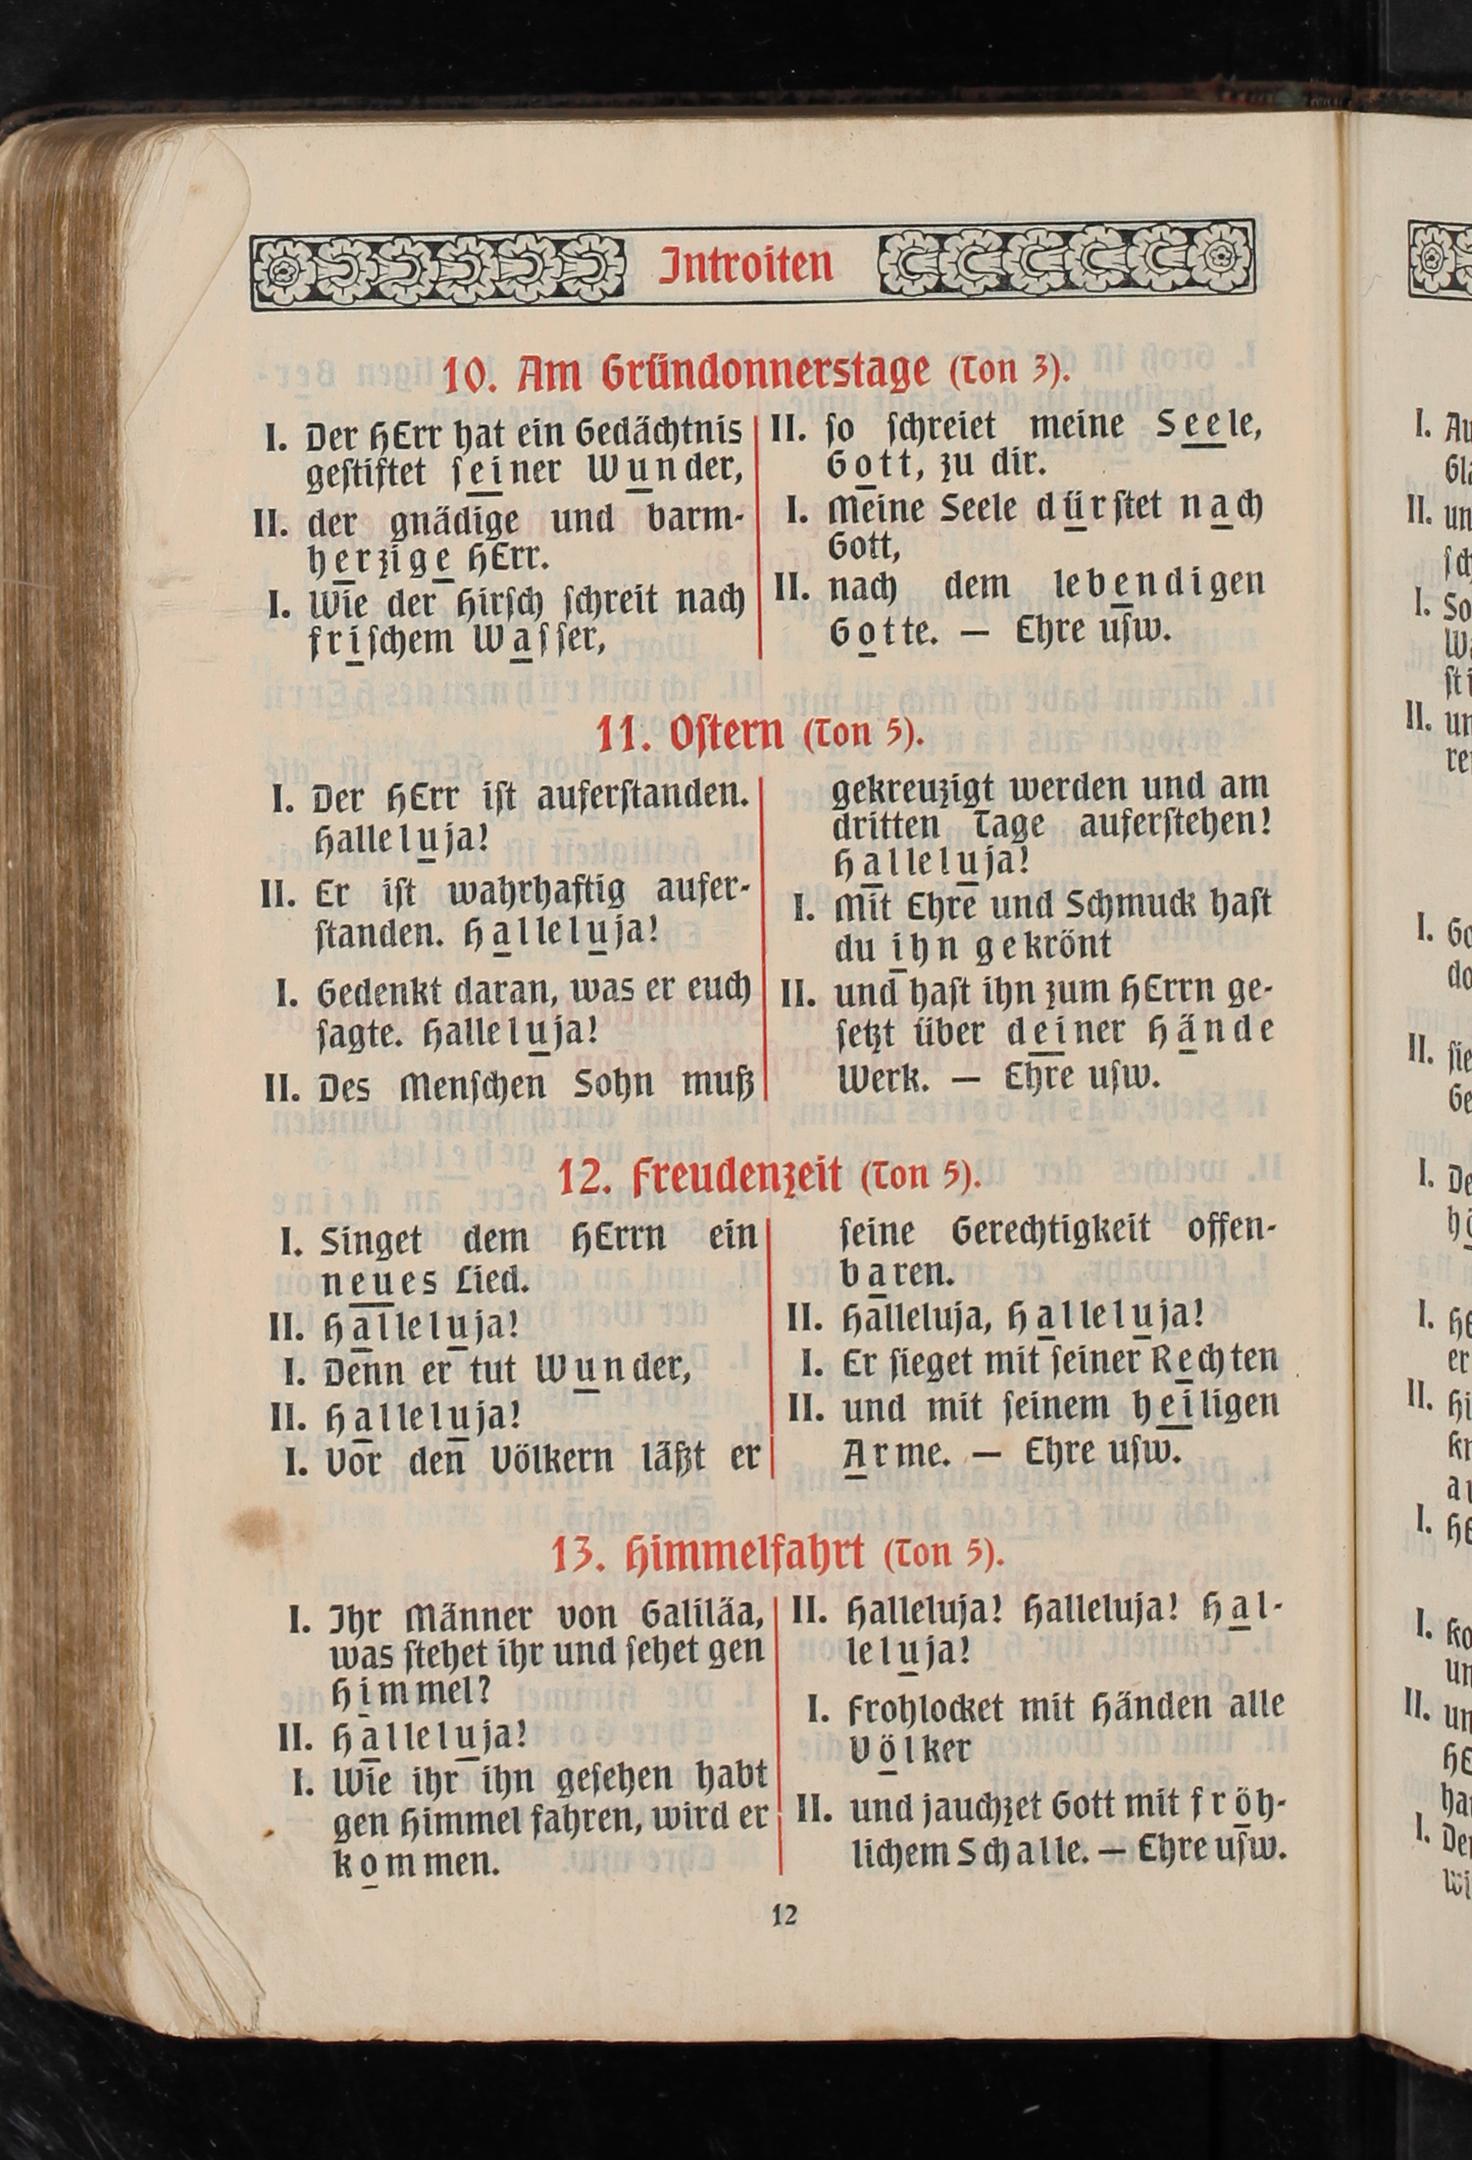 Introiten
10. Am Gründonnerstage (Ton 3).
I. Der HErr hat ein Gedächtnis
geſtiftet ſeiner Wunder,
II. der gnädige und barm-
herzige HErr.
I. Wie der Hirſch ſchreit nach
friſchem Waſſer,
II. ſo ſchreiet meine Seele,
Gott, zu dir.
I. Meine Seele dürſtet nach
Gott,
II. nach dem lebendigen
Gotte. — Ehre uſw.
11. Oſtern (Ton 5).
I. Der HErr iſt auferſtanden.
Halleluja!
II. Er iſt wahrhaftig aufer-
ſtanden. Halleluja!
I. Gedenkt daran, was er euch
ſagte. Halleluja!
II. Des Menſchen Sohn muß
gekreuzigt werden und am
dritten Tage auferſtehen!
Halleluja!
I. Mit Ehre und Schmuck haſt
du ihn gekrönt
II. und haſt ihn zum HErrn ge-
ſetzt über deiner Hände
Werk. — Ehre uſw.
12. Freudenzeit (Ton 5).
I. Singet dem HErrn ein
neues Lied.
II. Halleluja!
I. Denn er tut Wunder,
II. Halleluja!
I. Vor den Völkern läßt er
ſeine Gerechtigkeit offen-
baren.
II. Halleluja, Halleluja!
I. Er ſieget mit ſeiner Rechten
II. und mit ſeinem heiligen
Arme. — Ehre uſw.
13. Himmelfahrt (Ton 5).
I. Ihr Männer von Galiläa,
was ſtehet ihr und ſehet gen
Himmel?
II. Halleluja!
I. Wie ihr ihn geſehen habt
gen Himmel fahren, wird er
kommen.
II. Halleluja! Halleluja! Hal-
leluja!
I. Frohlocket mit Händen alle
Völker
II. und jauchzet Gott mit fröh-
lichem Schalle. — Ehre uſw.
12